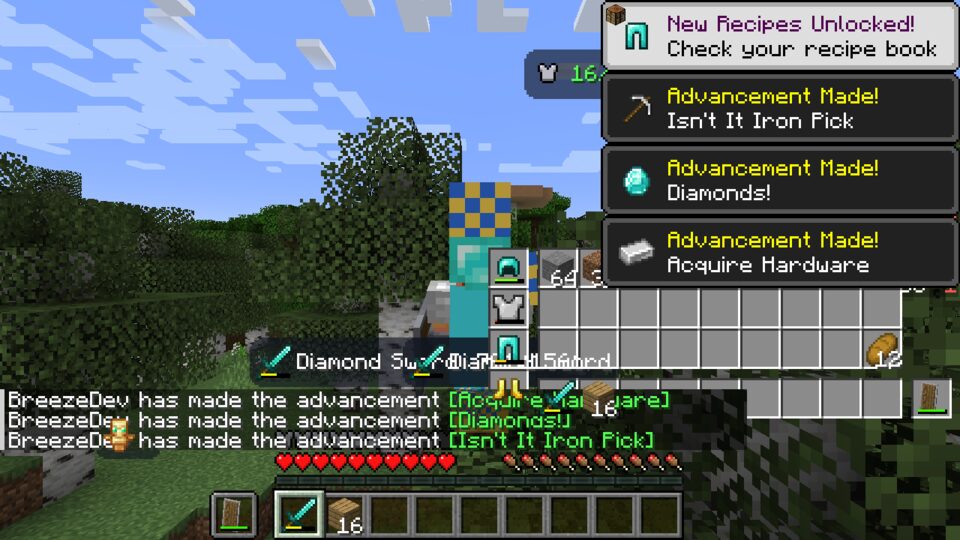 New Recipes Unlocked!
Check your recipe book
16.
Advancement Made!
Isn't It Iron Pick
Advancement Made!
Diamonds!
Advancement Made!
Acquire Hardware
64
12
Diamond Sword
16
BreezeDev has made the advancement [Acquire Hardware]
BreezeDev has made the advancement [Diamonds!]
BreezeDev has made the advancement [Isn't It Iron Pick]
16